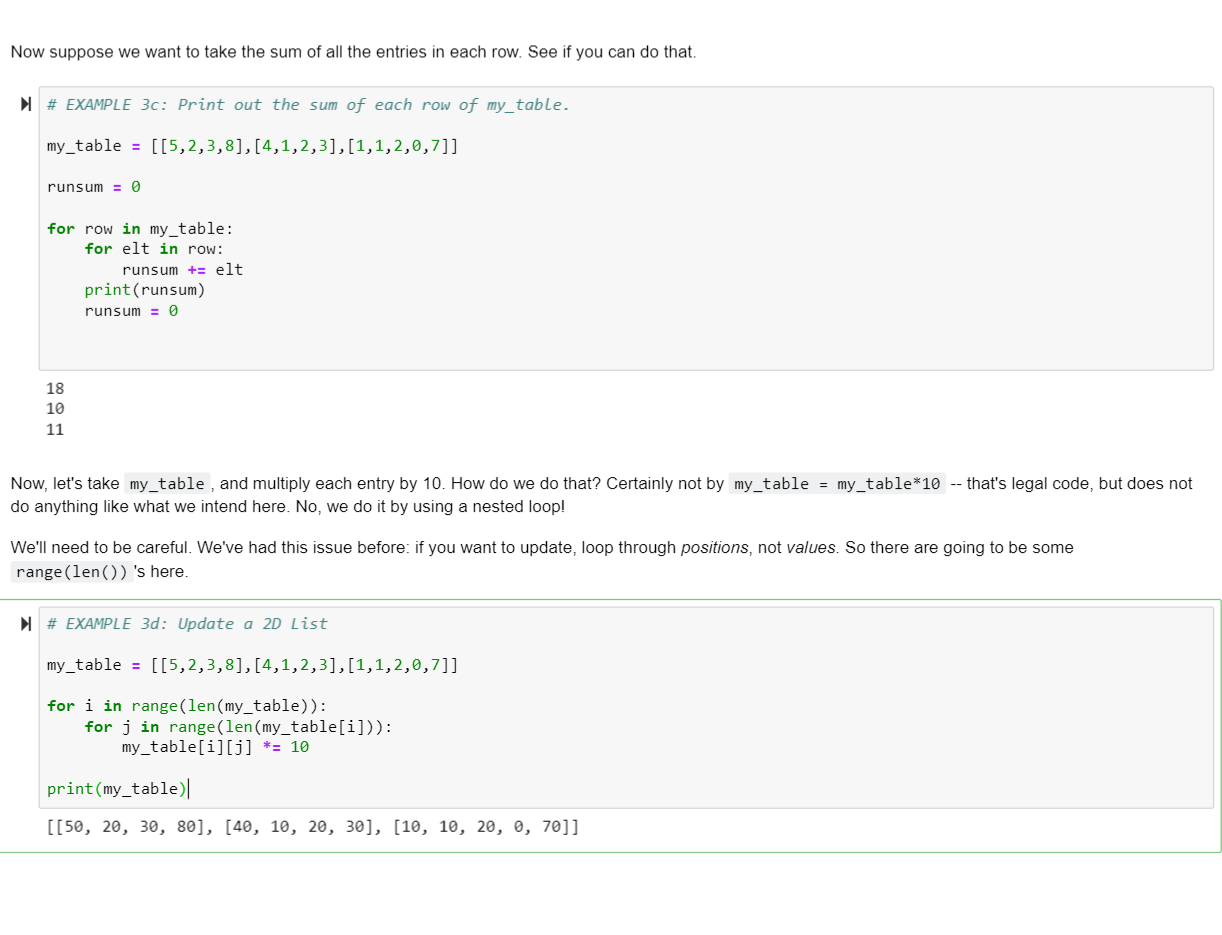 Now suppose we want to take the sum of all the entries in each row. See if you can do that.
# EXAMPLE 3c: Print out the sum of each row of my_table.
my_table = [[5,2,3,8],[4,1,2,3],[1,1,2,0,7]]
runsum = 0
for row in my_table:
    for elt in row:
        runsum += elt
    print(runsum)
    runsum = 0
18
10
11
Now, let's take my_table , and multiply each entry by 10. How do we do that? Certainly not by my_table = my_table*10 -- that's legal code, but does not
do anything like what we intend here. No, we do it by using a nested loop!
We'll need to be careful. We've had this issue before: if you want to update, loop through positions, not values. So there are going to be some
range(len()) 's here.
# EXAMPLE 3d: Update a 2D List
my_table = [[5,2,3,8],[4,1,2,3],[1,1,2,0,7]]
for i in range(len(my_table)):
    for j in range(len(my_table[i])):
        my_table[i][j] *= 10
print(my_table)
[[50, 20, 30, 80], [40, 10, 20, 30], [10, 10, 20, 0, 70]]